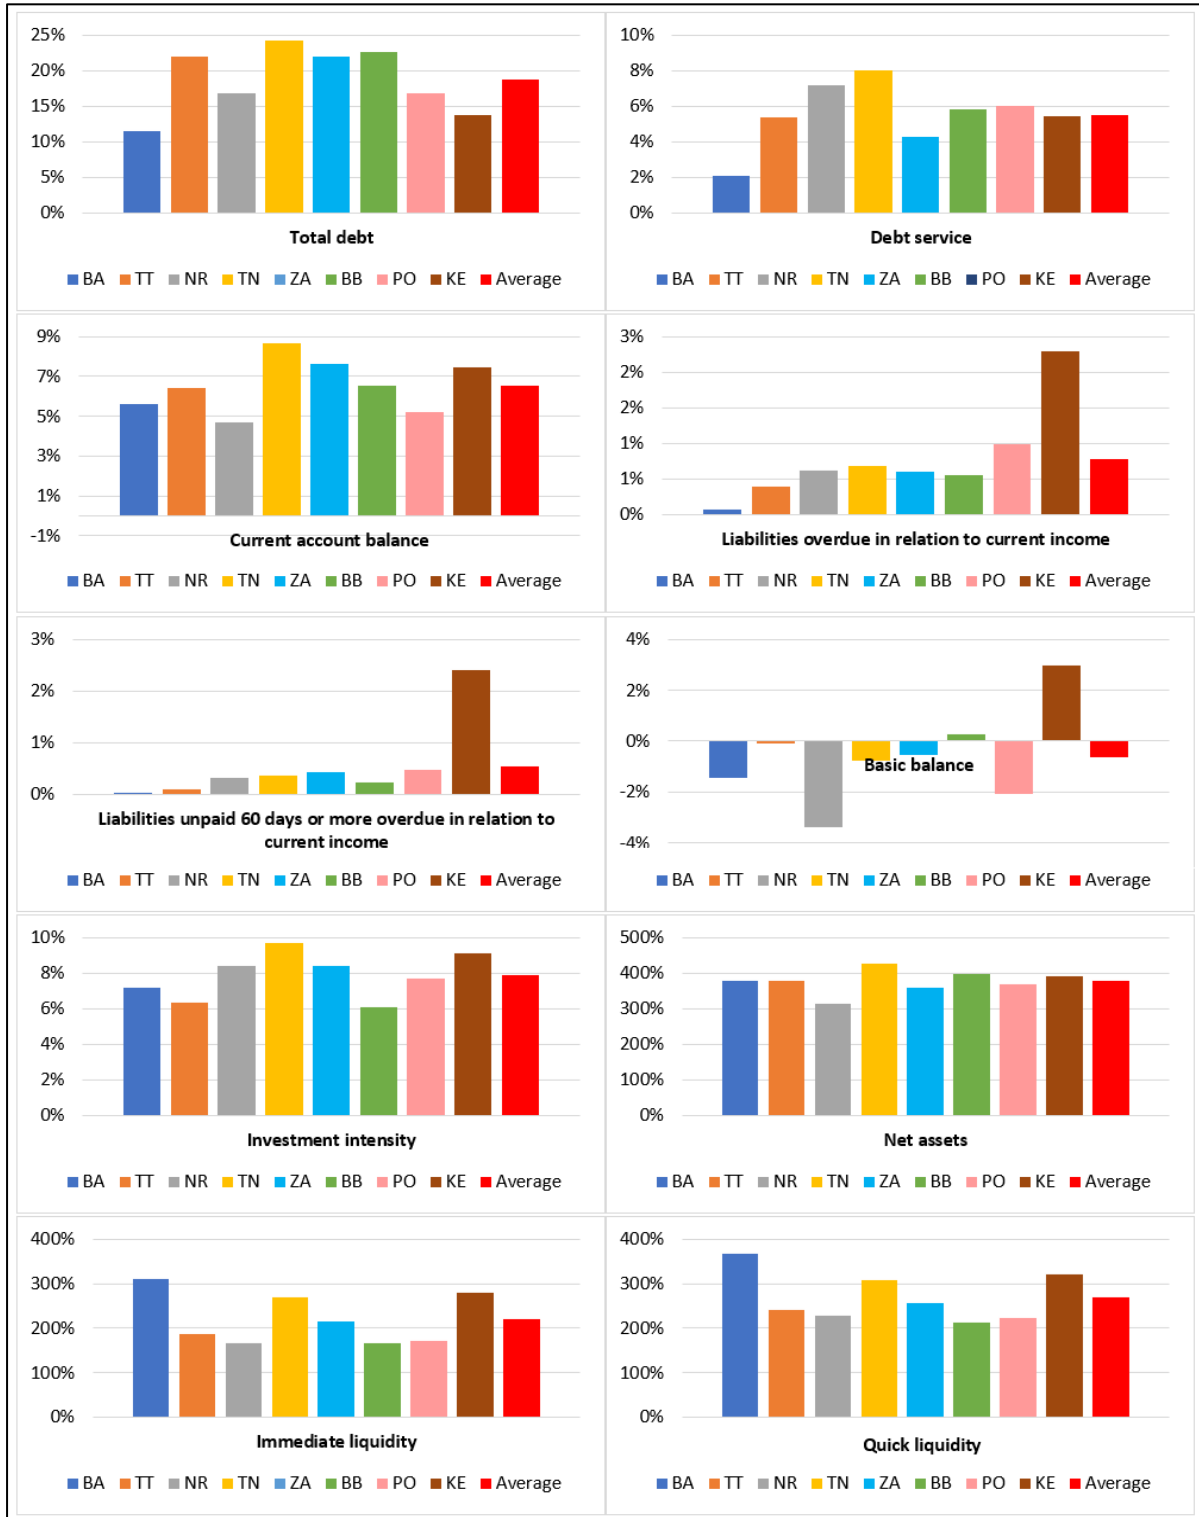 25%
20%
15%
10%
5%
0%
Total debt
BA TT NR TN ZA BB PO KE Average
10%
8%
6%
4%
2%
0%
Debt service
BA TT NR TN ZA BB PO KE Average
9%
7%
5%
3%
1%
-1%
Current account balance
BA TT NR TN ZA BB PO KE Average
3%
2%
2%
1%
1%
0%
Liabilities overdue in relation to current income
BA TT NR TN ZA BB PO KE Average
3%
2%
1%
0%
Liabilities unpaid 60 days or more overdue in relation to
current income
BA TT NR TN ZA BB PO KE Average
4%
2%
0%
-2%
-4%
Basic balance
BA TT NR TN ZA BB PO KE Average
10%
8%
6%
4%
2%
0%
Investment intensity
BA TT NR TN ZA BB PO KE Average
500%
400%
300%
200%
100%
0%
Net assets
BA TT NR TN ZA BB PO KE Average
400%
300%
200%
100%
0%
Immediate liquidity
BA TT NR TN ZA BB PO KE Average
400%
300%
200%
100%
0%
Quick liquidity
BA TT NR TN ZA BB PO KE Average